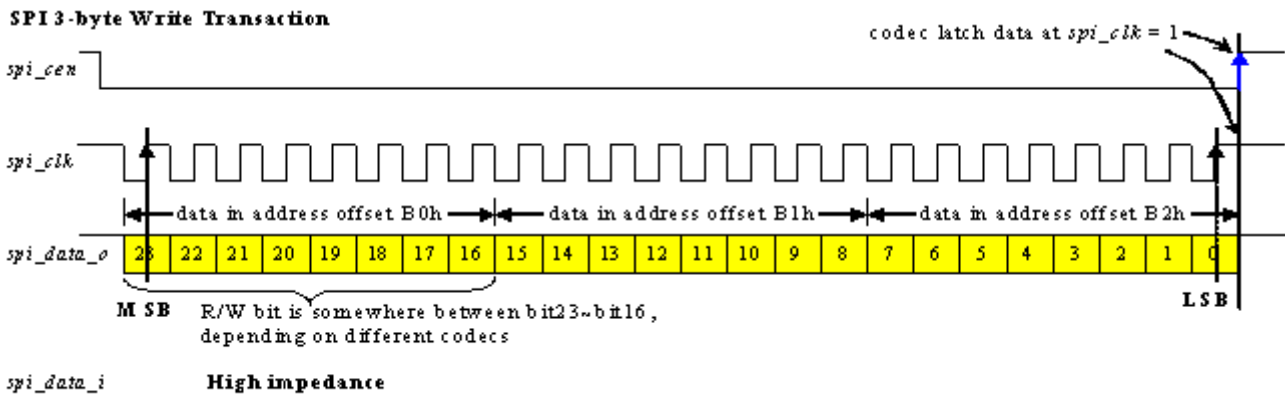 SPI 3-byte Write Transaction
codec latch data at spi_clk = 1
spi_cen
spi_clk
data in address offset B0h data in address offset B1h data in address offset B2h
spi_data_o 23 22 21 20 19 18 17 16 15 14 13 12 11 10 9 8 7 6 5 4 3 2 1 0
MSB R/W bit is somewhere between bit23~bit16, LSB
depending on different codecs
spi_data_i High impedance